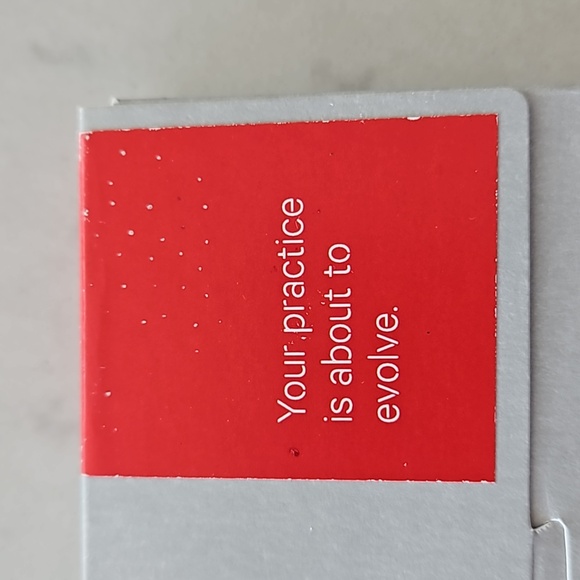 Your practice
is about to
evolve.